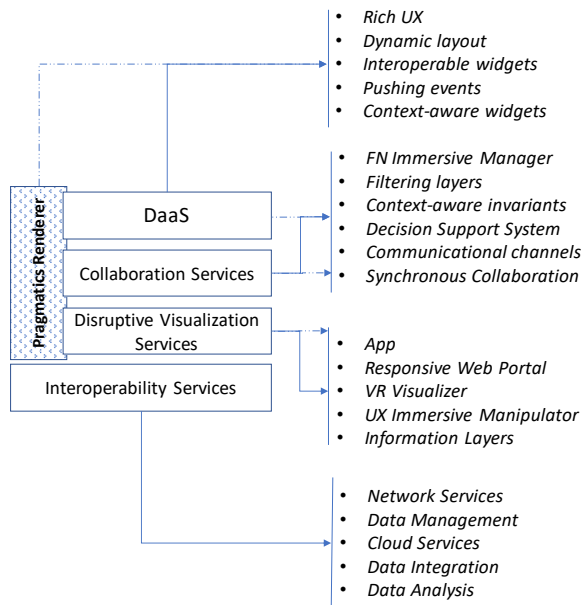 • Rich UX
• Dynamic layout
• Interoperable widgets
• Pushing events
• Context-aware widgets
Pragmatics Renderer
DaaS
Collaboration Services
Disruptive Visualization
Services
Interoperability Services
• FN Immersive Manager
• Filtering layers
• Context-aware invariants
• Decision Support System
• Communicational channels
• Synchronous Collaboration
• App
• Responsive Web Portal
• VR Visualizer
• UX Immersive Manipulator
• Information Layers
• Network Services
• Data Management
• Cloud Services
• Data Integration
• Data Analysis